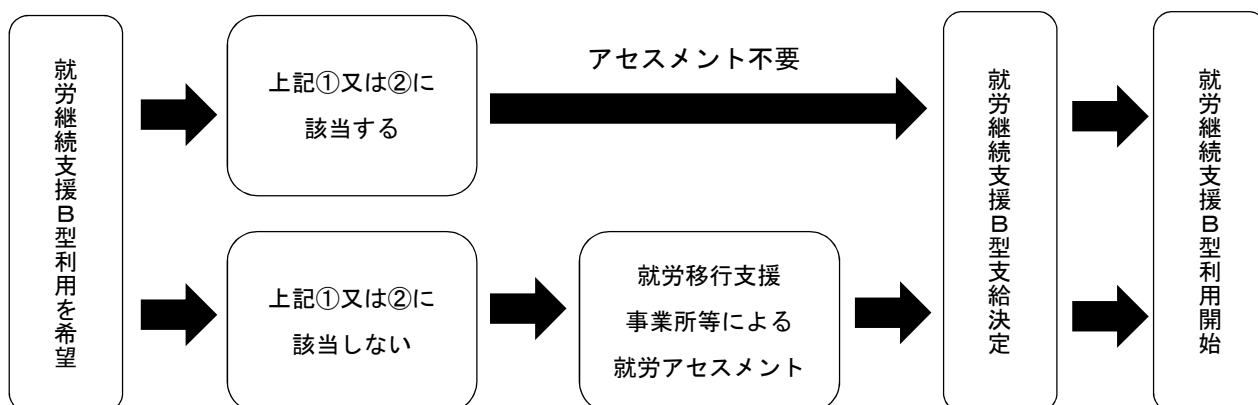 就労継続支援Ｂ型利用を希望
上記①又は②に
該当する
アセスメント不要
上記①又は②に
該当しない
就労移行支援
事業所等による
就労アセスメント
就労継続支援Ｂ型支給決定
就労継続支援Ｂ型利用開始